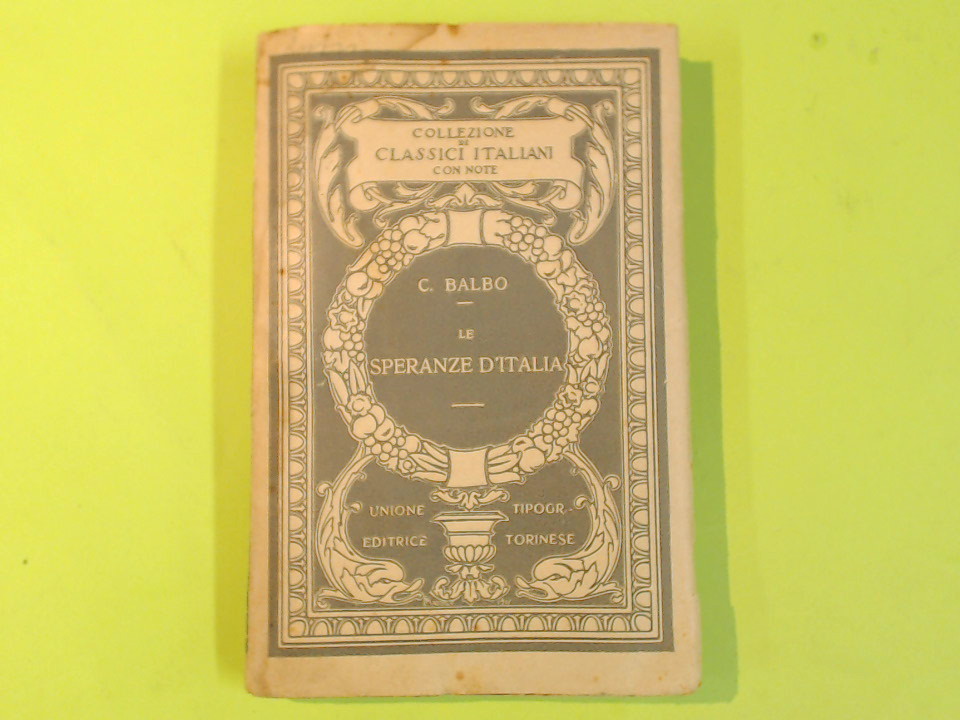 COLLEZIONE
DI
CLASSICI ITALIANI
CON NOTE
C. BALBO
LE
SPERANZE D'ITALIA
UNIONE TIPOGR.
EDITRICE TORINESE